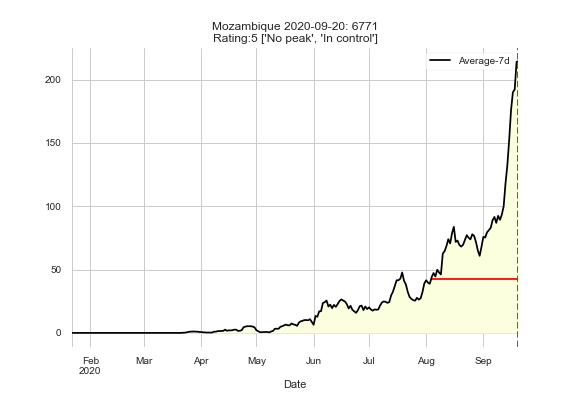 Mozambique 2020-09-20: 6771
Rating:5 ['No peak', 'In control']
Average-7d
200
150
100
50
0
Feb Mar Apr May Jun Jul Aug Sep
2020
Date